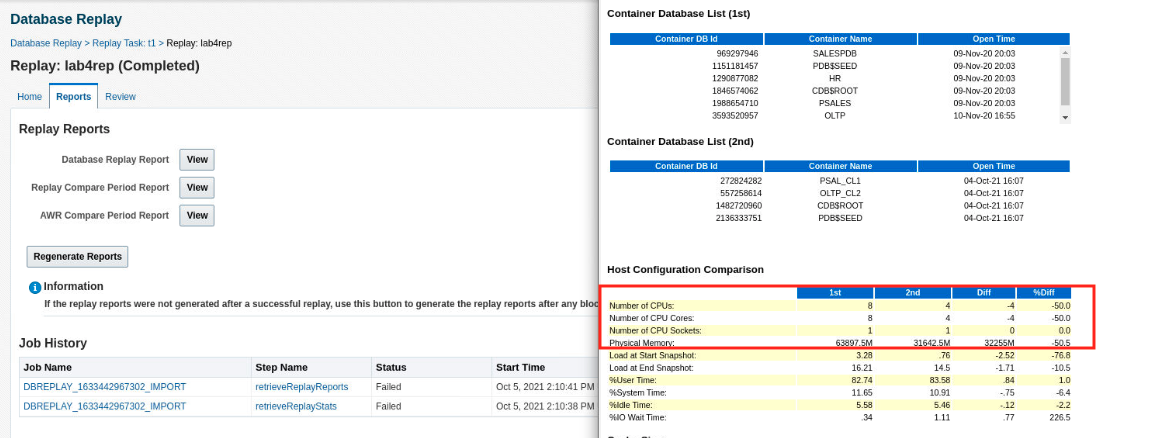 Database Replay
Database Replay > Replay Task: t1 > Replay: lab4rep
Replay: lab4rep (Completed)
Home Reports Review
Replay Reports
Database Replay Report View
Replay Compare Period Report View
AWR Compare Period Report View
Regenerate Reports
Information
If the replay reports were not generated after a successful replay, use this button to generate the replay reports after any
Job History
Job Name Step Name Status Start Time
DBREPLAY_1633442967302_IMPORT retrieveReplayReports Failed Oct 5, 2021 2:10:41 PM
DBREPLAY_1633442967302_IMPORT retrieveReplayStats Failed Oct 5, 2021 2:10:38 PM
Container Database List (1st)
Container DB Id Container Name Open Time
969297946 SALESPDB 09-Nov-20 20:03
1151181457 PDB$SEED 09-Nov-20 20:03
1290877082 HR 09-Nov-20 20:03
1846574062 CDB$ROOT 09-Nov-20 20:03
1988654710 PSALES 09-Nov-20 20:03
3593520957 OLTP 10-Nov-20 16:55
Container Database List (2nd)
Container DB Id Container Name Open Time
272824282 PSAL_CL1 04-Oct-21 16:07
557258614 OLTP_CL2 04-Oct-21 16:07
1482720960 CDB$ROOT 04-Oct-21 16:07
2136333751 PDB$SEED 04-Oct-21 16:07
Host Configuration Comparison
1st 2nd Diff %Diff
Number of CPUs: 8 4 -4 -50.0
Number of CPU Cores: 8 4 -4 -50.0
Number of CPU Sockets: 1 1 0 0.0
Physical Memory: 63897.5M 31642.5M 32255M -50.5
Load at Start Snapshot: 3.28 .76 -2.52 -76.8
Load at End Snapshot: 16.21 14.5 -1.71 -10.5
%User Time: 82.74 83.58 .84 1.0
%System Time: 11.65 10.91 -.75 -6.4
%Idle Time: 5.58 5.46 -.12 -2.2
%IO Wait Time: .34 1.11 .77 226.5